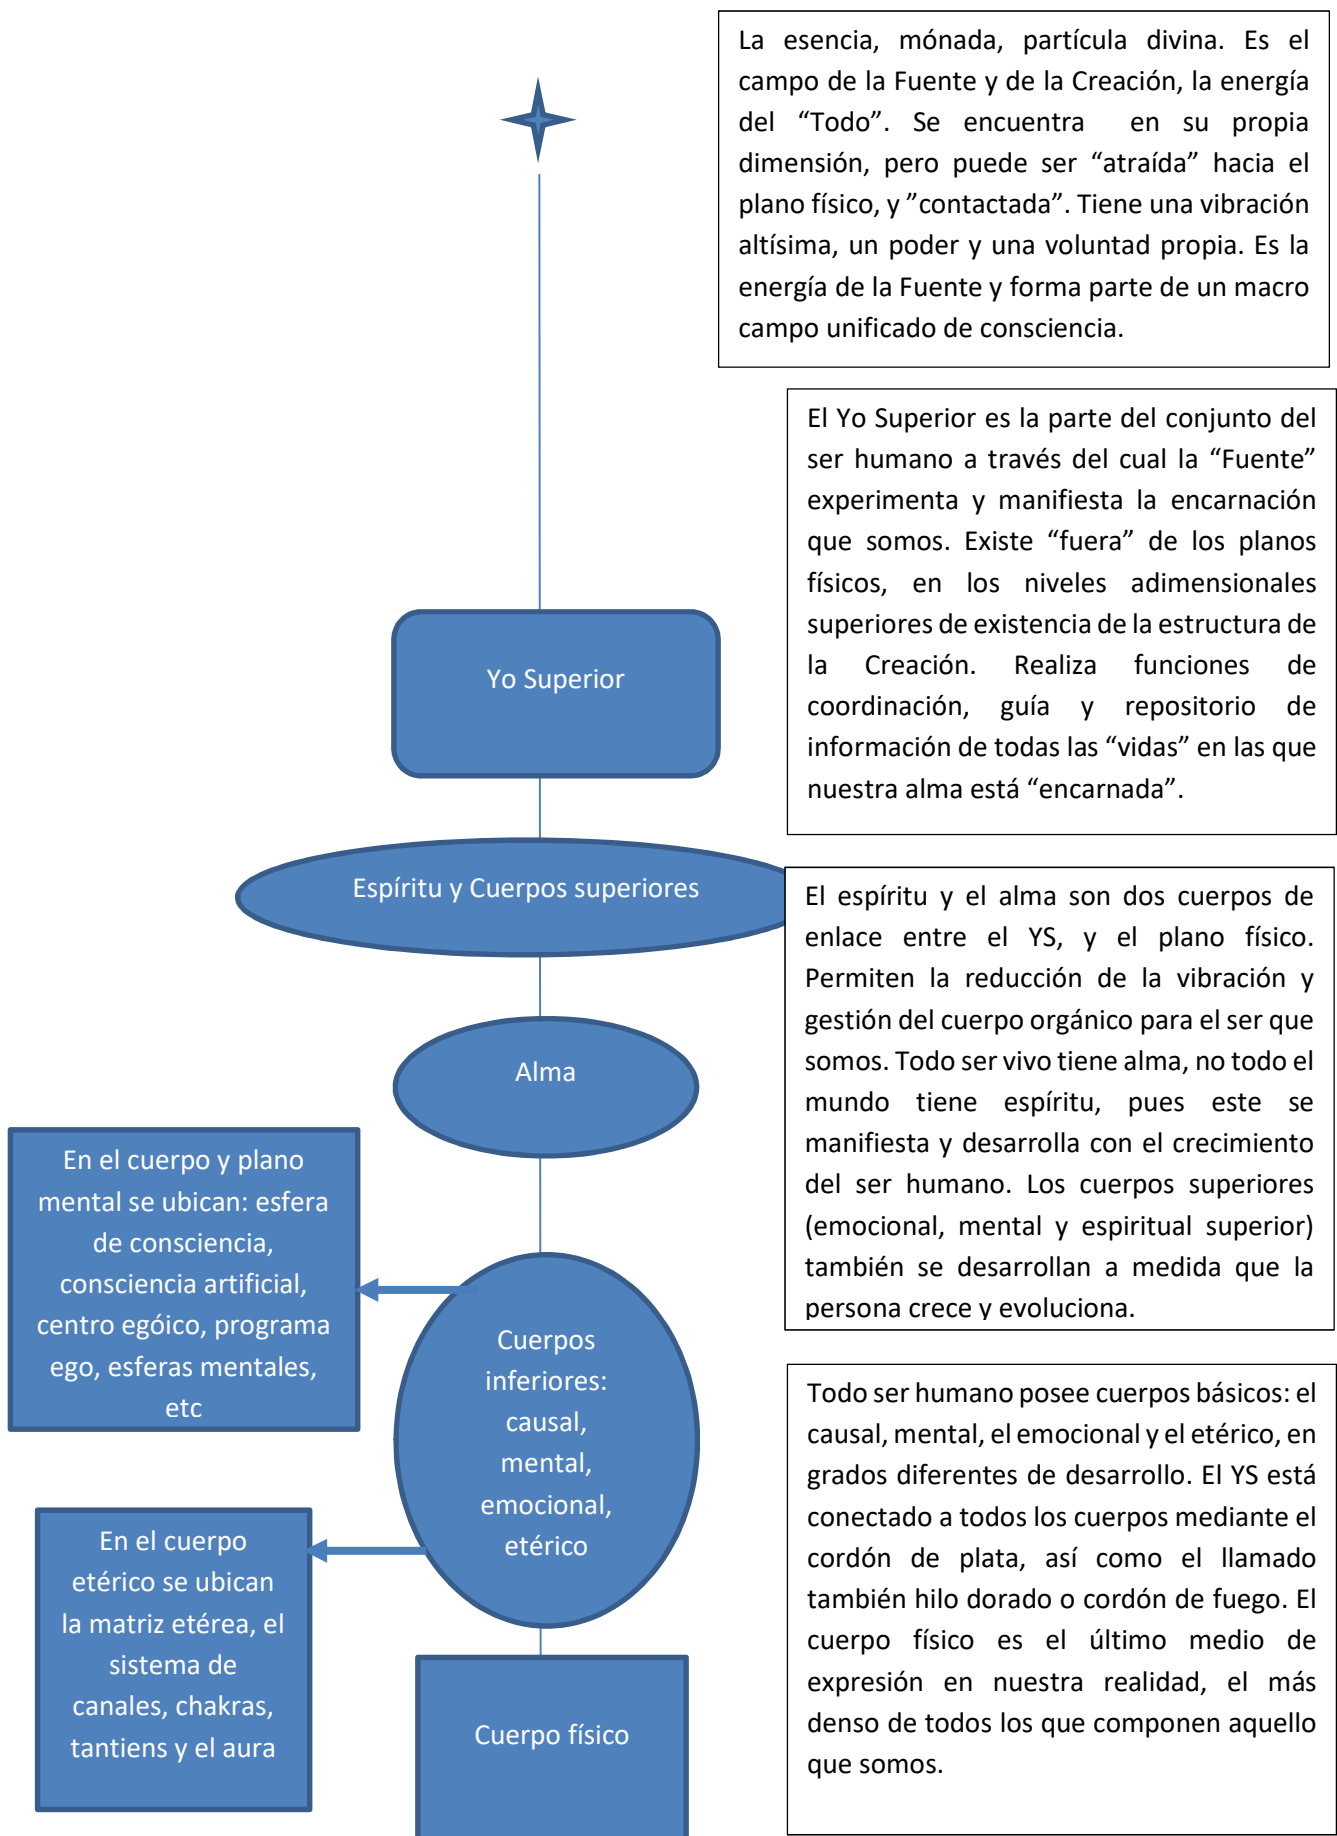 La esencia, mónada, partícula divina. Es el
campo de la Fuente y de la Creación, la energía
del “Todo”. Se encuentra en su propia
dimensión, pero puede ser “atraída” hacia el
plano físico, y ”contactada”. Tiene una vibración
altísima, un poder y una voluntad propia. Es la
energía de la Fuente y forma parte de un macro
campo unificado de consciencia.
El Yo Superior es la parte del conjunto del
ser humano a través del cual la “Fuente”
experimenta y manifiesta la encarnación
que somos. Existe “fuera” de los planos
físicos, en los niveles adimensionales
superiores de existencia de la estructura de
la Creación. Realiza funciones de
coordinación, guía y repositorio de
información de todas las “vidas” en las que
nuestra alma está “encarnada”.
Yo Superior
Espíritu y Cuerpos superiores
El espíritu y el alma son dos cuerpos de
enlace entre el YS, y el plano físico.
Permiten la reducción de la vibración y
gestión del cuerpo orgánico para el ser que
somos. Todo ser vivo tiene alma, no todo el
mundo tiene espíritu, pues este se
manifiesta y desarrolla con el crecimiento
del ser humano. Los cuerpos superiores
(emocional, mental y espiritual superior)
también se desarrollan a medida que la
persona crece y evoluciona.
Alma
En el cuerpo y plano
mental se ubican: esfera
de consciencia,
consciencia artificial,
centro egóico, programa
ego, esferas mentales,
etc
Cuerpos
inferiores:
causal,
mental,
emocional,
etérico
Todo ser humano posee cuerpos básicos: el
causal, mental, el emocional y el etérico, en
grados diferentes de desarrollo. El YS está
conectado a todos los cuerpos mediante el
cordón de plata, así como el llamado
también hilo dorado o cordón de fuego. El
cuerpo físico es el último medio de
expresión en nuestra realidad, el más
denso de todos los que componen aquello
que somos.
En el cuerpo
etérico se ubican
la matriz etérea, el
sistema de
canales, chakras,
tantiens y el aura
Cuerpo físico